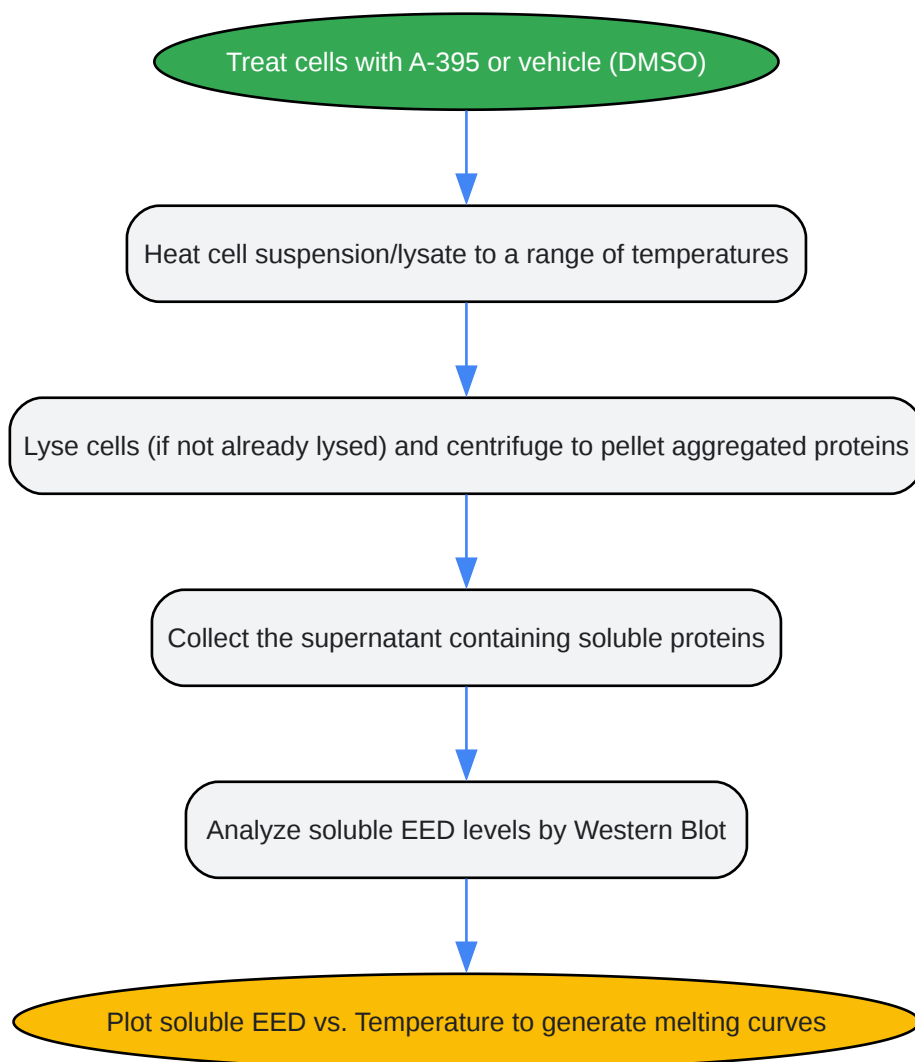 Treat cells with A-395 or vehicle (DMSO)
Heat cell suspension/lysate to a range of temperatures
Lyse cells (if not already lysed) and centrifuge to pellet aggregated proteins
Collect the supernatant containing soluble proteins
Analyze soluble EED levels by Western Blot
Plot soluble EED vs. Temperature to generate melting curves